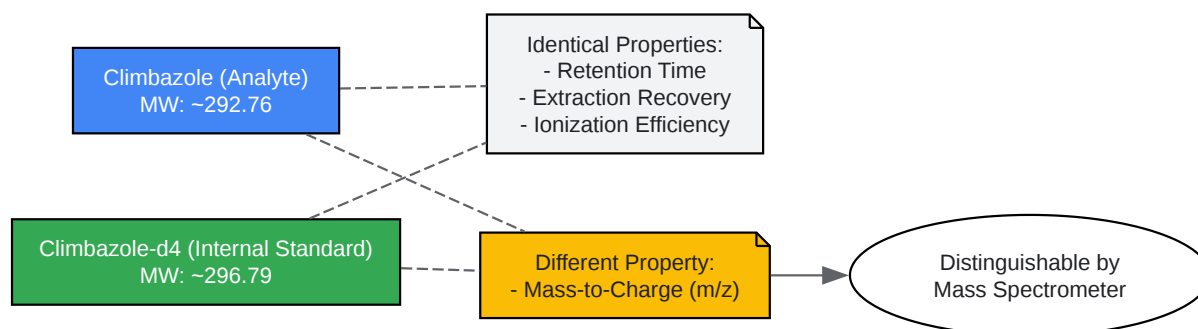 Climbazole (Analyte)
MW: ~292.76
Identical Properties:
- Retention Time
- Extraction Recovery
- Ionization Efficiency
Climbazole-d4 (Internal Standard)
MW: ~296.79
Different Property:
- Mass-to-Charge (m/z)
Distinguishable by
Mass Spectrometer